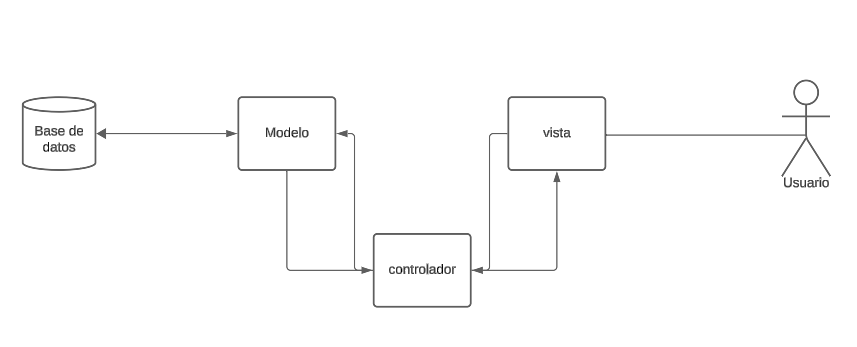 Base de
datos
Modelo
vista
Usuario
controlador